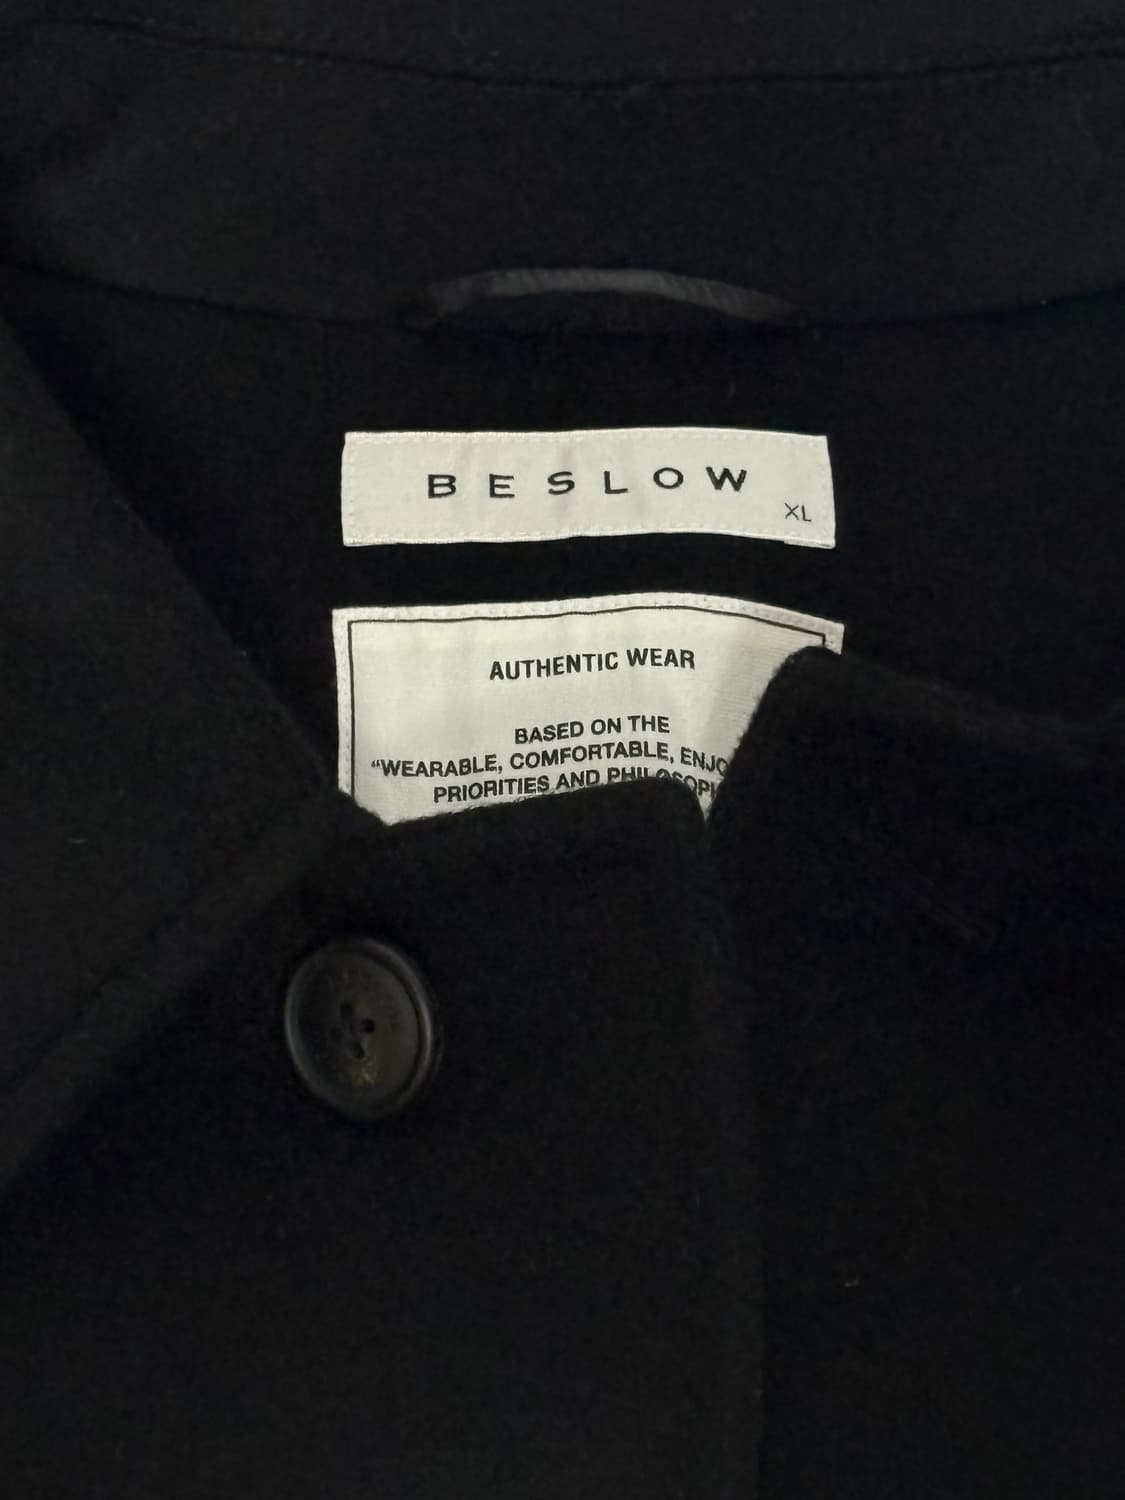 BESLOW
XL
AUTHENTIC WEAR
BASED ON THE
"WEARABLE, COMFORTABLE,
PRIORITIES AND